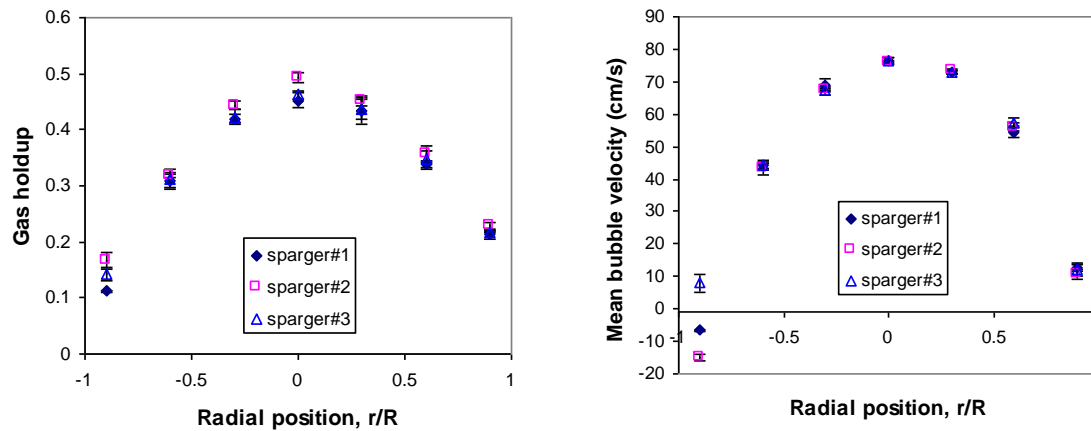 0.6
0.5
0.4
0.3
0.2
0.1
0
Gas holdup
sparger#1
sparger#2
sparger#3
-1 -0.5 0 0.5 1
Radial position, r/R
90
80
70
60
50
40
30
20
10
0
-10
-20
Mean bubble velocity (cm/s)
sparger#1
sparger#2
sparger#3
-1 -0.5 0 0.5
Radial position, r/R